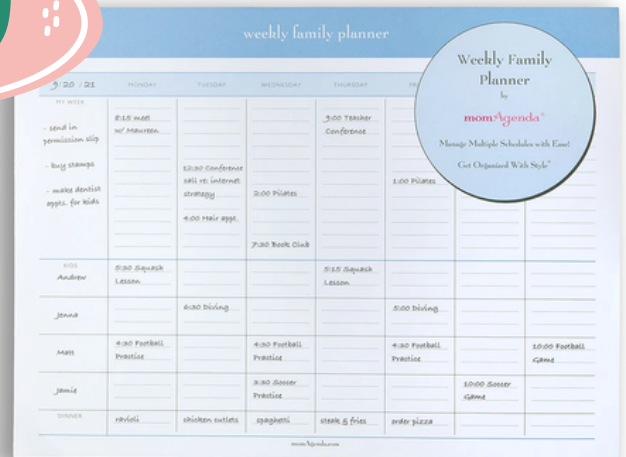 weekly family planner
Weekly Family
Planner
by
momAgenda®
Manage Multiple Schedules with Ease!
Get Organized With Style
9/20 /21
MONDAY
TUESDAY
WEDNESDAY
THURSDAY
MY WEEK
- send in
permission slip
- buy stamps
- make dentist
appts. for kids
8:15 meet
w/ Maureen
12:30 Conference
call re: internet
strategy
4:00 Hair appt.
2:00 Pilates
7:30 Book Club
9:00 Teacher
Conference
1:00 Pilates
KIDS
Andrew
5:30 Squash
Lesson
5:15 Squash
Lesson
Jenna
6:30 Diving
5:00 Diving
Matt
4:30 Football
Practice
4:30 Football
Practice
4:30 Football
Practice
10:00 Football
Game
Jamie
3:30 Soccer
Practice
10:00 Soccer
Game
DINNER
ravioli
chicken cutlets
spaghetti
steak & fries
order pizza
momAgenda.com